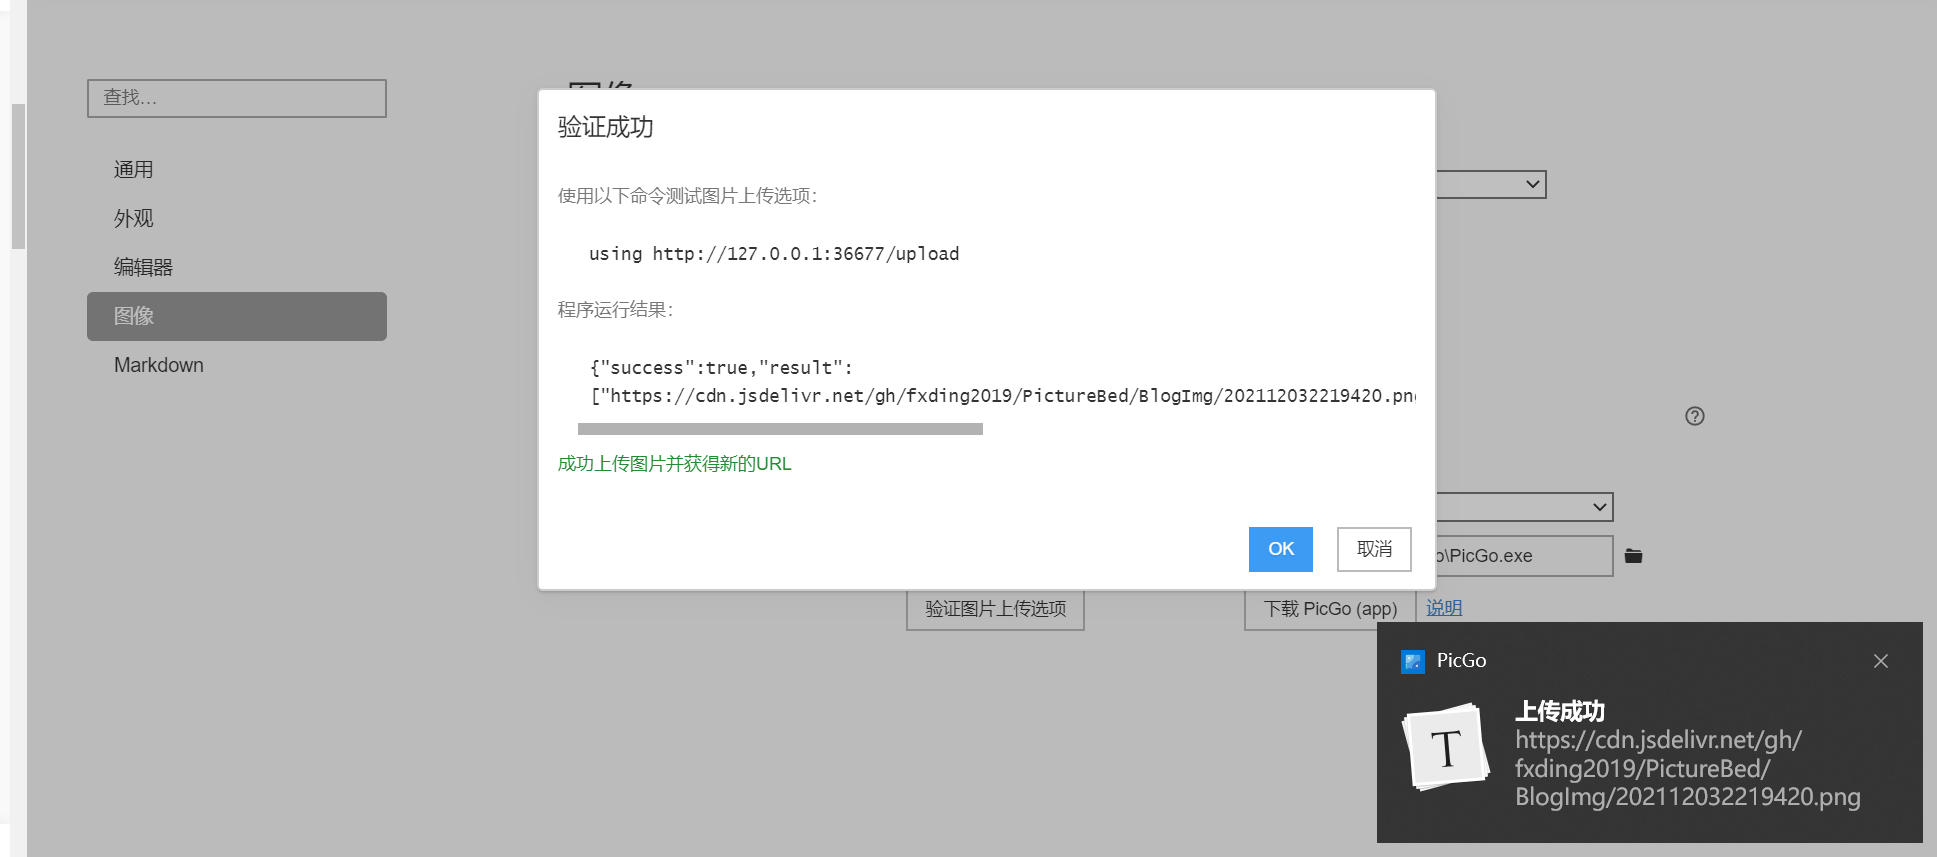 查找...
通用
外观
编辑器
图像
Markdown
验证成功
使用以下命令测试图片上传选项：
using http://127.0.0.1:36677/upload
程序运行结果：
{"success":true,"result":
["https://cdn.jsdelivr.net/gh/fxding2019/PictureBed/BlogImg/202112032219420.pn
成功上传图片并获得新的URL
OK
取消
\PicGo.exe
验证图片上传选项
下载 PicGo (app)
说明
PicGo
上传成功
https://cdn.jsdelivr.net/gh/
fxding2019/PictureBed/
BlogImg/202112032219420.png